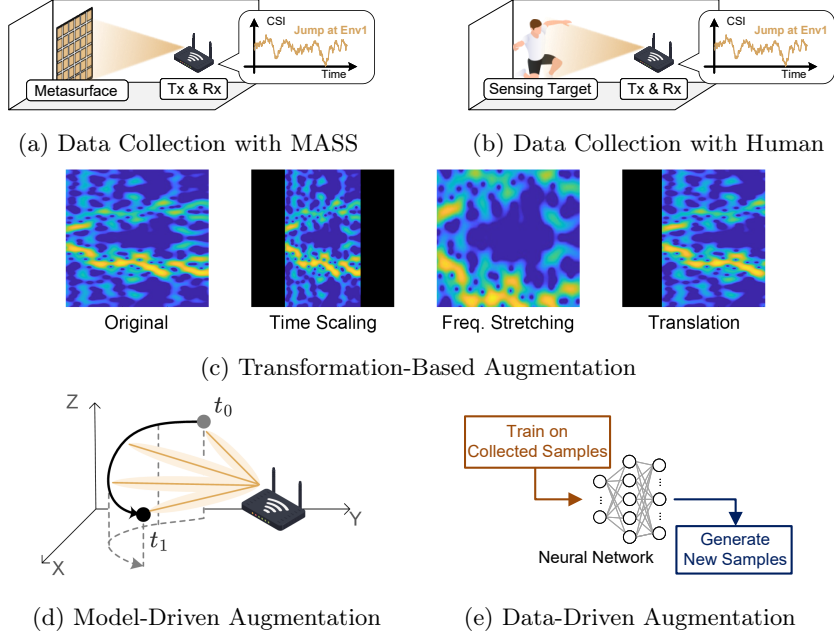 CSI
Jump at Env1
Time
Metasurface
Tx & Rx
(a) Data Collection with MASS
CSI
Jump at Env1
Time
Sensing Target
Tx & Rx
(b) Data Collection with Human
Original
Time Scaling
Freq. Stretching
Translation
(c) Transformation-Based Augmentation
Z
t0
t1
X
Y
(d) Model-Driven Augmentation
Train on
Collected Samples
Neural Network
Generate
New Samples
(e) Data-Driven Augmentation